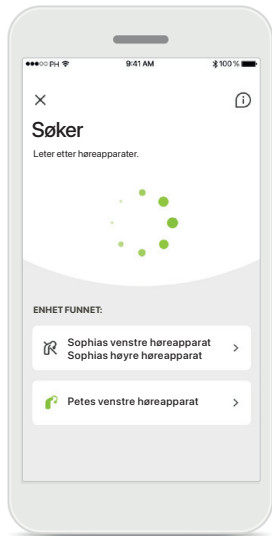 PH 9:41 AM 100 %
Søker
Leter etter høreapparater.
ENHET FUNNET:
Sophias venstre høreapparat
Sophias høyre høreapparat
Petes venstre høreapparat